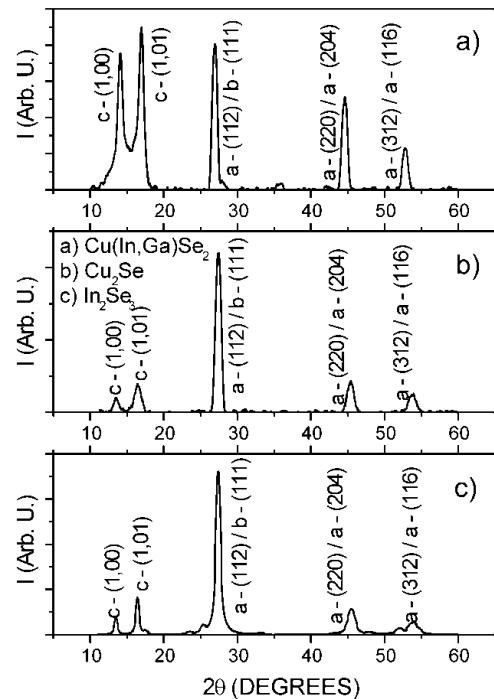 I (Arb. U.)
c - (1,00)
c - (1,01)
a - (112) / b - (111)
a - (220) / a - (204)
a - (312) / a - (116)
a)
10 20 30 40 50 60
I (Arb. U.)
a) Cu(In,Ga)Se₂
b) Cu₂Se
c) In₂Se₃
c - (1,00)
c - (1,01)
a - (112) / b - (111)
a - (220) / a - (204)
a - (312) / a - (116)
b)
10 20 30 40 50 60
I (Arb. U.)
c - (1,00)
c - (1,01)
a - (112) / b - (111)
a - (220) / a - (204)
a - (312) / a - (116)
c)
10 20 30 40 50 60
2θ (DEGREES)